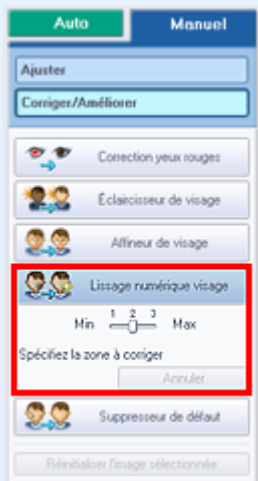 Auto Manuel
Ajuster
Corriger/Améliorer
Correction yeux rouges
Éclaircisseur de visage
Affineur de visage
Lissage numérique visage
1 2 3
Min Max
Spécifiez la zone à corriger
Annuler
Suppresseur de défaut
Réinitialiser l'image sélectionnée